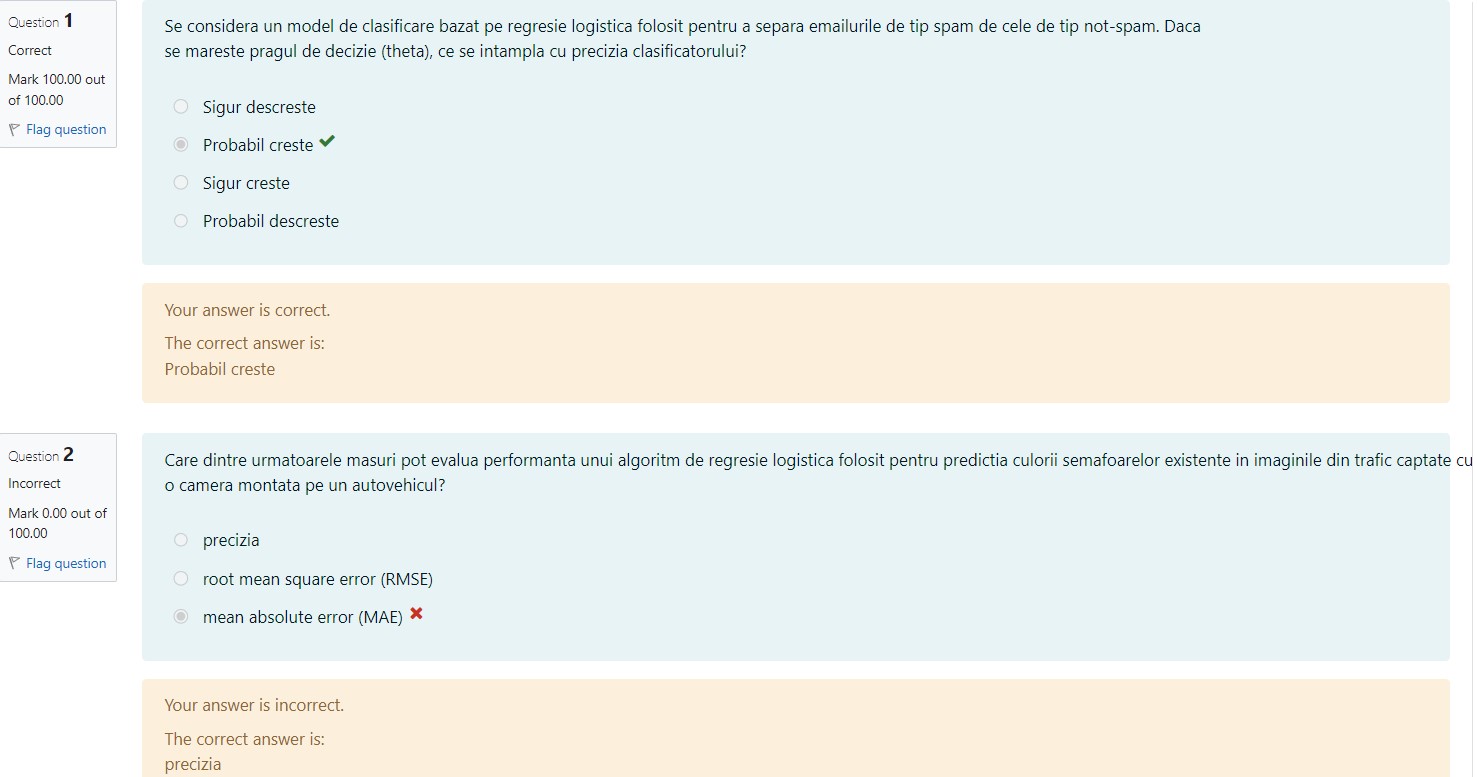 Question 1
Correct
Mark 100.00 out
of 100.00
Flag question
Se considera un model de clasificare bazat pe regresie logistica folosit pentru a separa emailurile de tip spam de cele de tip not-spam. Daca
se mareste pragul de decizie (theta), ce se intampla cu precizia clasificatorului?
Sigur descreste
Probabil creste
Sigur creste
Probabil descreste
Your answer is correct.
The correct answer is:
Probabil creste
Question 2
Incorrect
Mark 0.00 out of
100.00
Flag question
Care dintre urmatoarele masuri pot evalua performanta unui algoritm de regresie logistica folosit pentru predictia culorii semafoarelor existente in imaginile din trafic captate cu
o camera montata pe un autovehicul?
precizia
root mean square error (RMSE)
mean absolute error (MAE)
Your answer is incorrect.
The correct answer is:
precizia